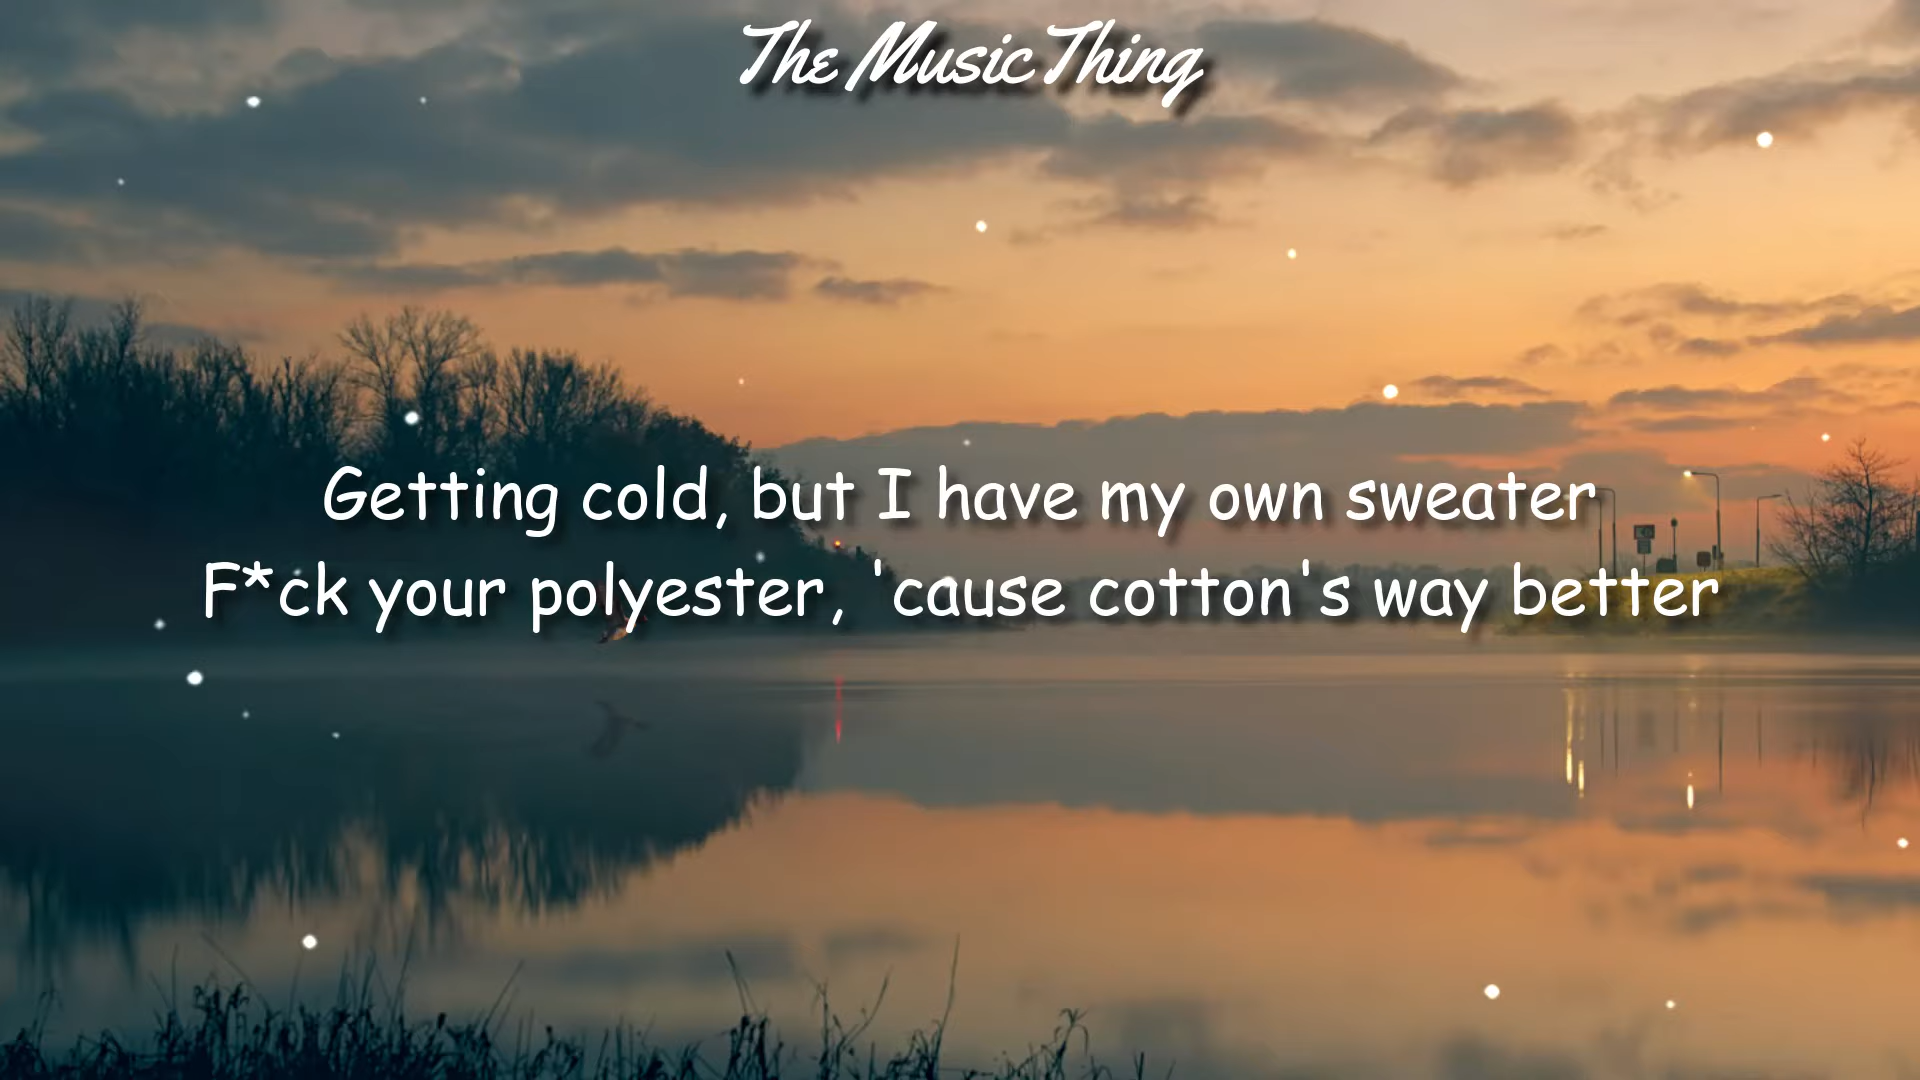 The Music Thing
Getting cold, but I have my own sweater
F*ck your polyester, 'cause cotton's way better